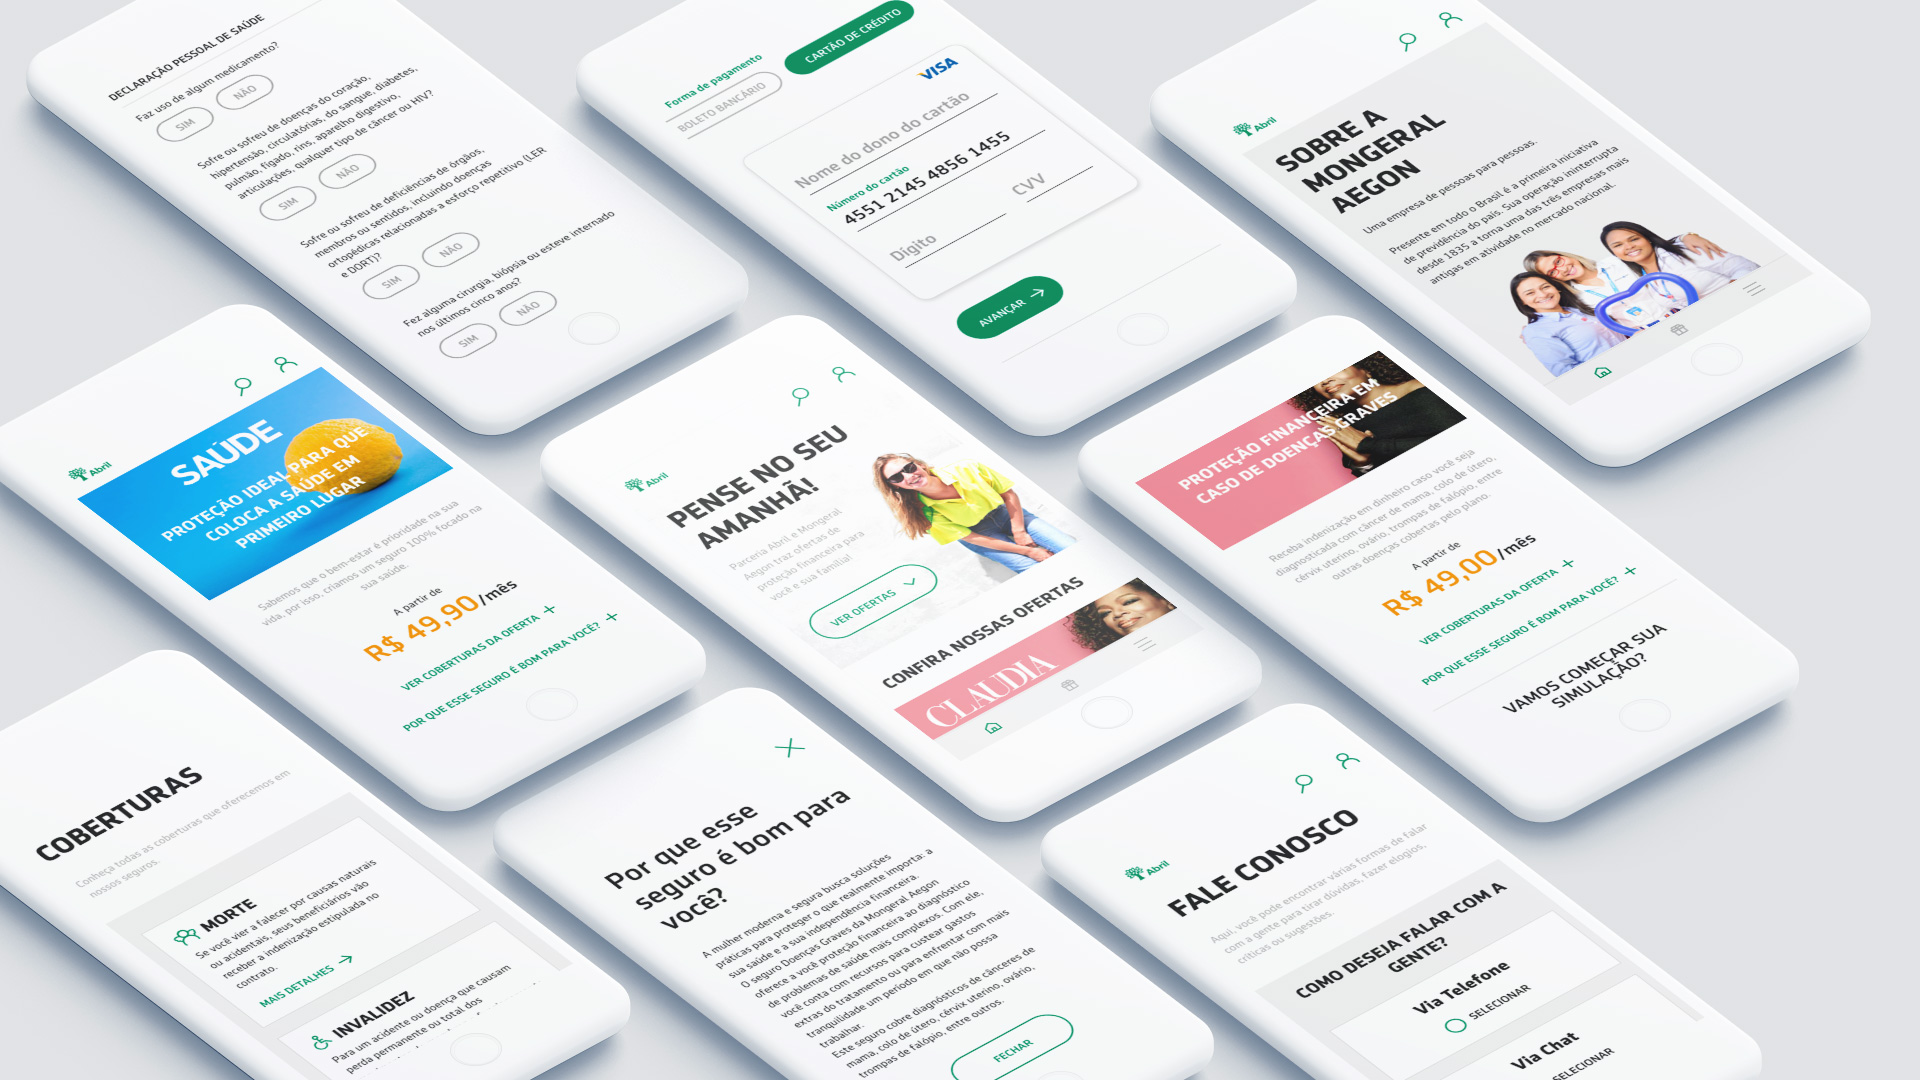 DECLARAÇÃO PESSOAL DE SAÚDE
Faz uso de algum medicamento?
SIM
NÃO
Sofre ou sofreu de doenças do coração,
hipertensão, circulatórias, do sangue, diabetes,
pulmão, fígado, rins, aparelho digestivo,
articulações, qualquer tipo de câncer ou HIV?
SIM
NÃO
Sofre ou sofreu de deficiências de órgãos,
membros ou sentidos, incluindo doenças
ortopédicas relacionadas a esforço repetitivo (LER
e DORT)?
SIM
NÃO
Fez alguma cirurgia, biópsia ou esteve internado
nos últimos cinco anos?
SIM
NÃO
Forma de pagamento
BOLETO BANCÁRIO
CARTÃO DE CRÉDITO
VISA
Nome do dono do cartão
Número do cartão
4551 2145 4856 1455
Dígito
CVV
AVANÇAR
Abril
SOBRE A
MONGERAL
AEGON
Uma empresa de pessoas para pessoas.
Presente em todo o Brasil é a primeira iniciativa
de previdência do país. Sua operação ininterrupta
desde 1835 a torna uma das três empresas mais
antigas em atividade no mercado nacional.
Abril
SAÚDE
PROTEÇÃO IDEAL PARA QUE
COLOCA A SAÚDE EM
PRIMEIRO LUGAR
Sabemos que o bem-estar é prioridade na sua
vida, por isso, criamos um seguro 100% focado na
sua saúde.
A partir de
R$ 49,90/mês
VER COBERTURAS DA OFERTA
POR QUE ESSE SEGURO É BOM PARA VOCÊ?
Abril
PENSE NO SEU
AMANHÃ!
Parceria Abril e Mongeral
Aegon traz ofertas de
proteção financeira para
você e sua família!
VER OFERTAS
CONFIRA NOSSAS OFERTAS
CLAUDIA
PROTEÇÃO FINANCEIRA EM
CASO DE DOENÇAS GRAVES
Receba indenização em dinheiro caso você seja
diagnosticada com câncer de mama, colo de útero,
cérvix uterino, ovário, trompas de falópio, entre
outras doenças cobertas pelo plano.
A partir de
R$ 49,00/mês
VER COBERTURAS DA OFERTA
POR QUE ESSE SEGURO É BOM PARA VOCÊ?
VAMOS COMEÇAR SUA
SIMULAÇÃO?
COBERTURAS
Conheça todas as coberturas que oferecemos em
nossos seguros.
MORTE
Se você vier a falecer por causas naturais
ou acidentais, seus beneficiários vão
receber a indenização estipulada no
contrato.
MAIS DETALHES
INVALIDEZ
Para um acidente ou doença que causam
perda permanente ou total dos
Por que esse
seguro é bom para
você?
A mulher moderna e segura busca soluções
práticas para proteger o que realmente importa: a
sua saúde e a sua independência financeira.
O seguro Doenças Graves da Mongeral Aegon
oferece a você proteção financeira ao diagnóstico
de problemas de saúde mais complexos. Com ele,
você conta com recursos para custear gastos
extras do tratamento ou para enfrentar com mais
tranquilidade um período em que não possa
trabalhar.
Este seguro cobre diagnósticos de cânceres de
mama, colo de útero, cérvix uterino, ovário,
trompas de falópio, entre outros.
FECHAR
Abril
FALE CONOSCO
Aqui, você pode encontrar várias formas de falar
com a gente para tirar dúvidas, fazer elogios,
críticas ou sugestões.
COMO DESEJA FALAR COM A
GENTE?
Via Telefone
SELECIONAR
Via Chat
SELECIONAR